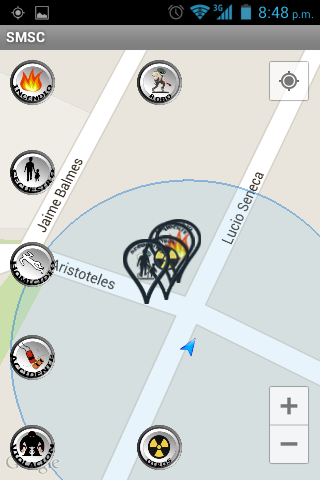 3G 8:48 p.m.
SMSC
INCENDIO
ROBO
SECUESTRO
Jaime Balmes
Lucio Seneca
HOMICIDIO
Aristoteles
ACCIDENTE
VIOLACION
OTROS
Google